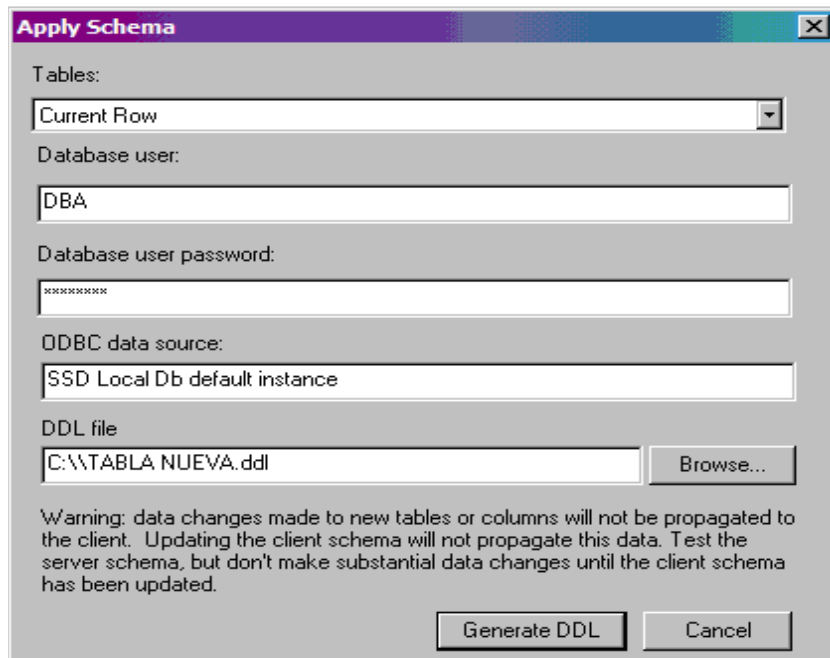 Apply Schema
Tables:
Current Row
Database user:
DBA
Database user password:
********
ODBC data source:
SSD Local Db default instance
DDL file
C:\\TABLA NUEVA.ddl
Browse...
Warning: data changes made to new tables or columns will not be propagated to
the client.  Updating the client schema will not propagate this data. Test the
server schema, but don't make substantial data changes until the client schema
has been updated.
Generate DDL
Cancel